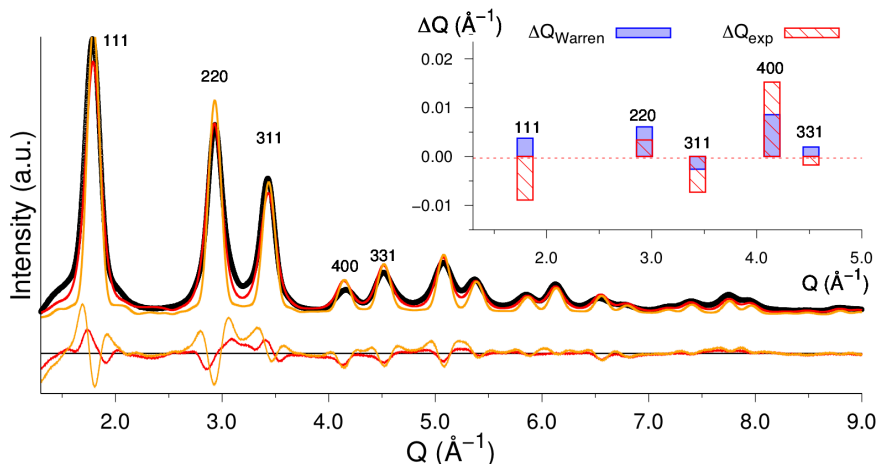 ΔQ (Å⁻¹)
ΔQWarren
ΔQexp
0.02
0.01
0.00
−0.01
111
220
311
400
331
2.0 3.0 4.0 5.0
Q (Å⁻¹)
Intensity (a.u.)
111
220
311
400
331
2.0 3.0 4.0 5.0 6.0 7.0 8.0 9.0
Q (Å⁻¹)